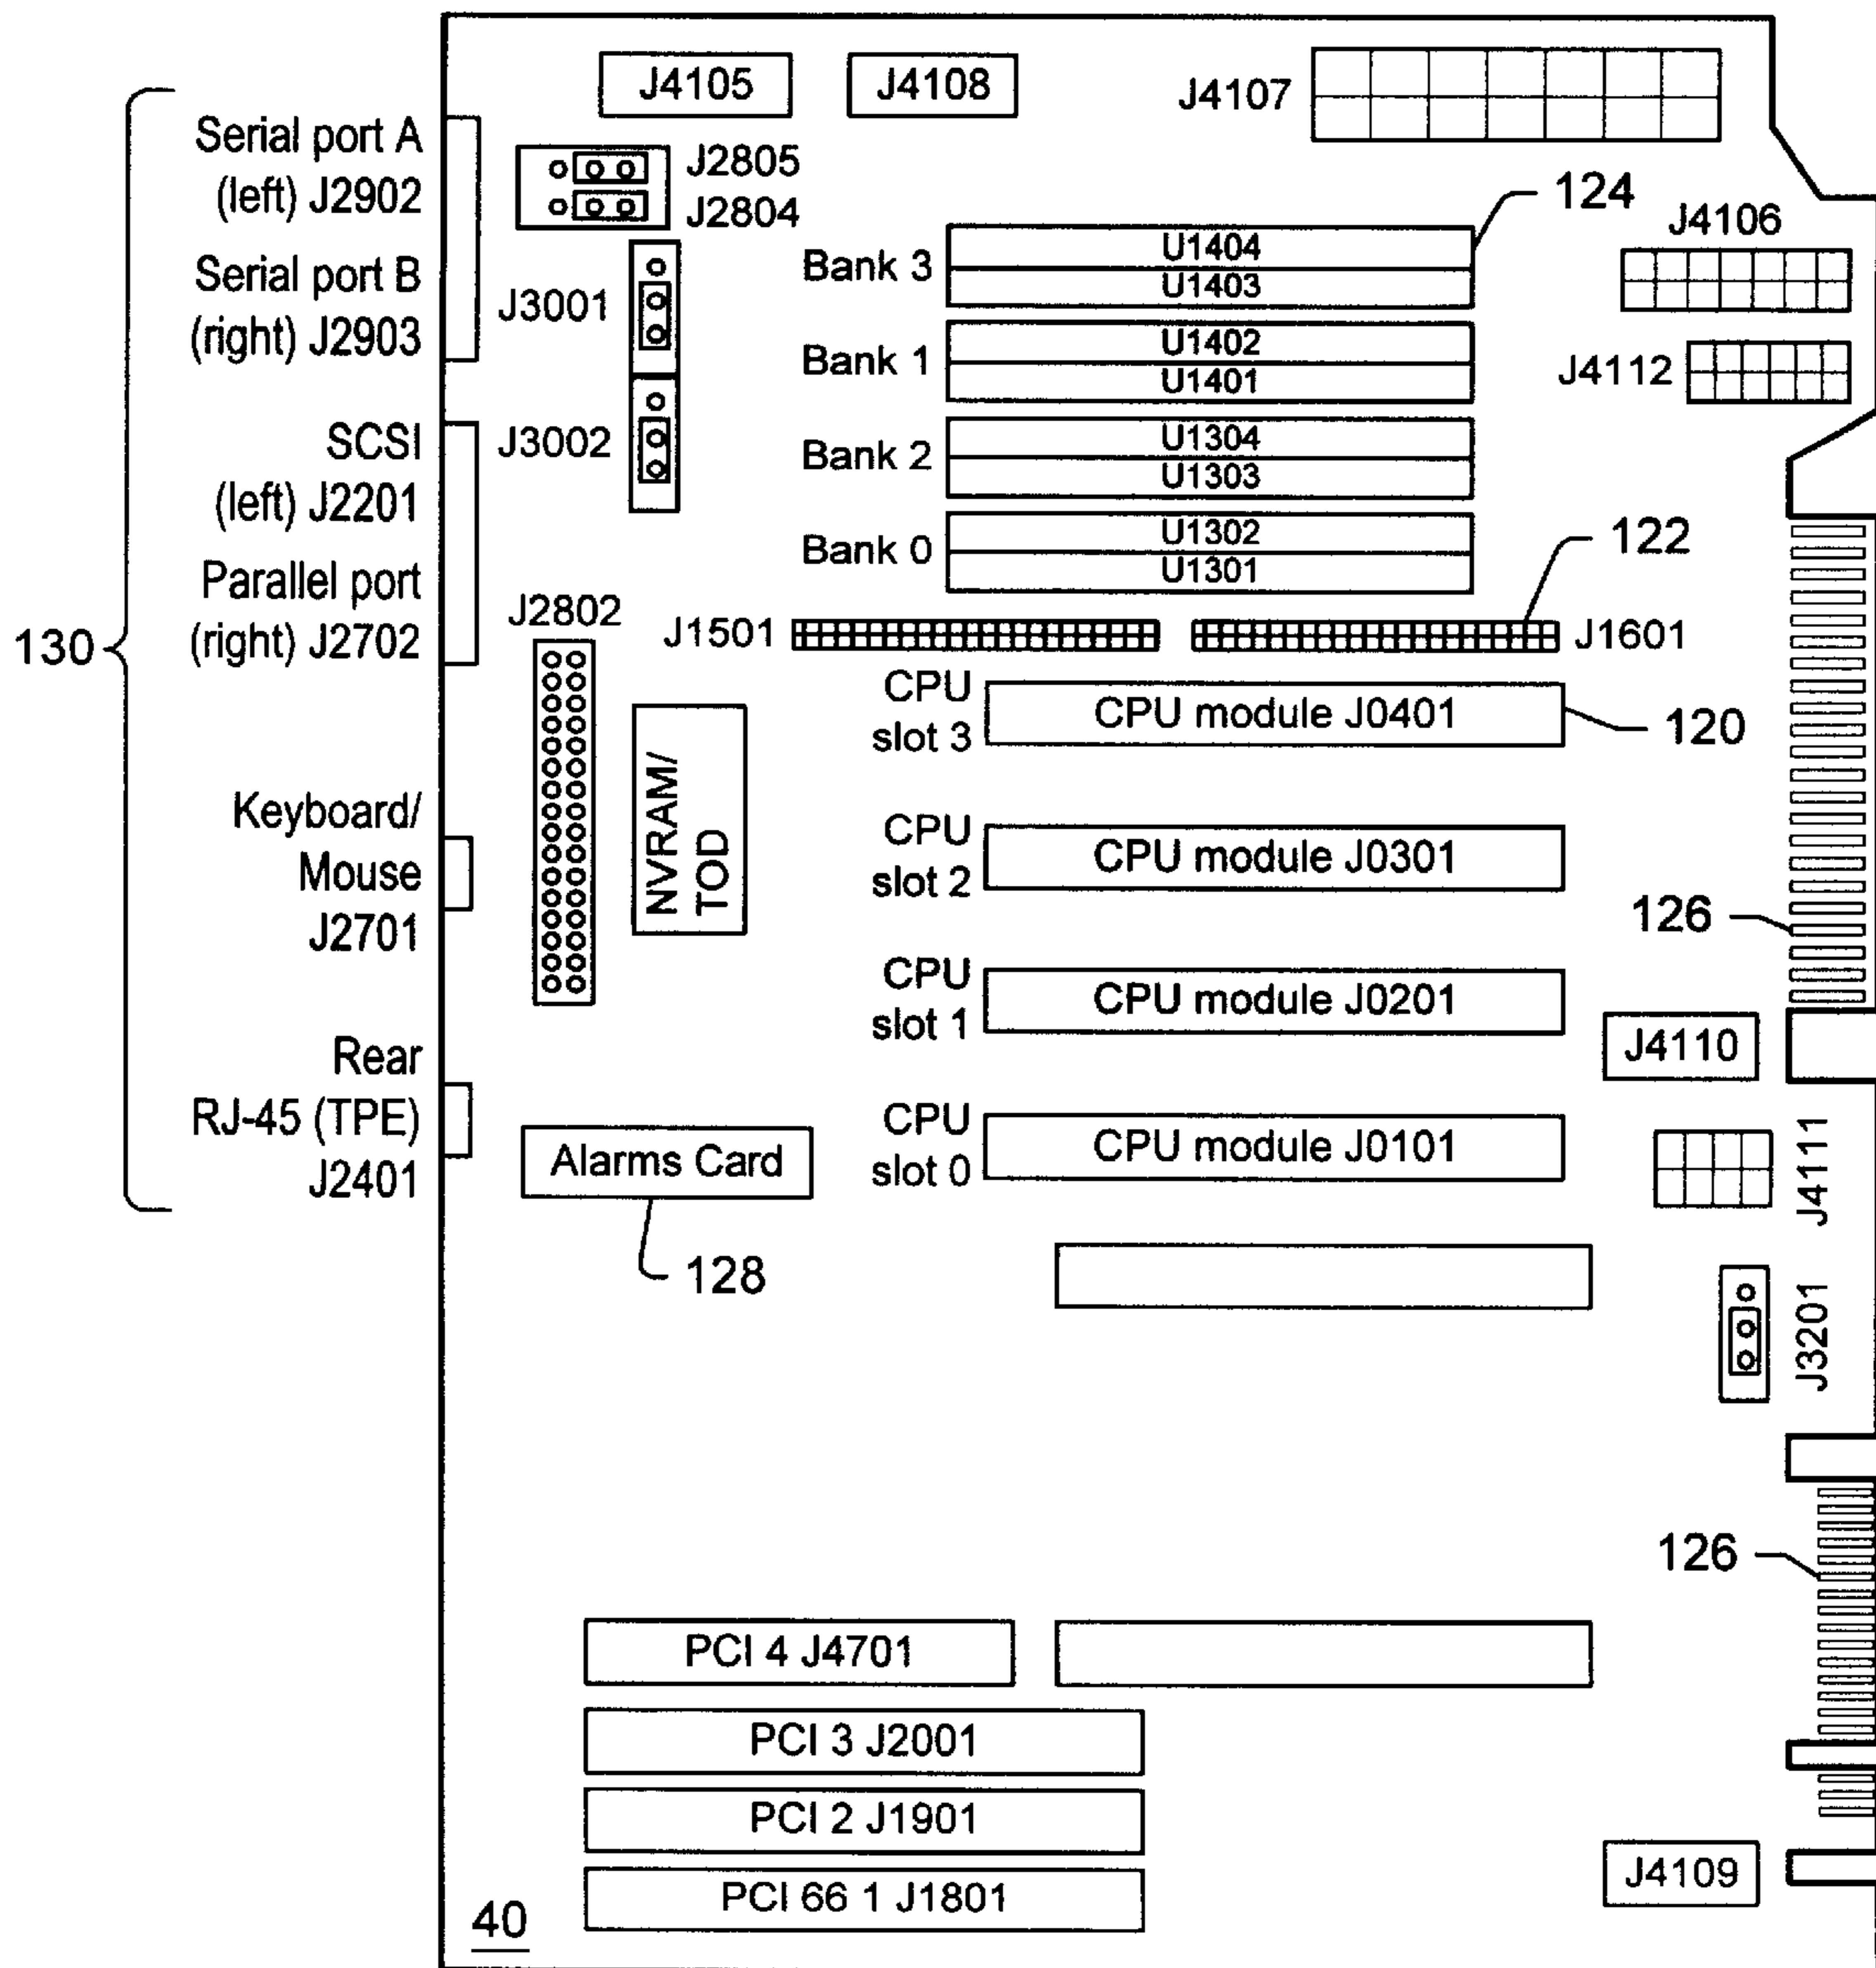 J4105
J4108
J4107
Serial port A
(left) J2902
J2805
J2804
124
J4106
Serial port B
(right) J2903
J3001
Bank 3
U1404
U1403
Bank 1
U1402
U1401
J4112
SCSI
(left) J2201
J3002
Bank 2
U1304
U1303
Bank 0
U1302
U1301
122
Parallel port
(right) J2702
130
J2802
J1501
J1601
CPU
slot 3
CPU module J0401
120
NVRAM/
TOD
Keyboard/
Mouse
J2701
CPU
slot 2
CPU module J0301
126
CPU
slot 1
CPU module J0201
J4110
Rear
RJ-45 (TPE)
J2401
Alarms Card
128
CPU
slot 0
CPU module J0101
J4111
J3201
126
PCI 4 J4701
PCI 3 J2001
PCI 2 J1901
PCI 66 1 J1801
J4109
40